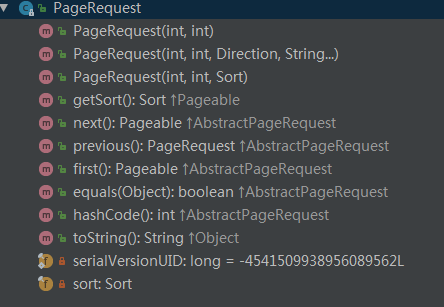 PageRequest
PageRequest(int, int)
PageRequest(int, int, Direction, String...)
PageRequest(int, int, Sort)
getSort(): Sort ↑Pageable
next(): Pageable ↑AbstractPageRequest
previous(): PageRequest ↑AbstractPageRequest
first(): Pageable ↑AbstractPageRequest
equals(Object): boolean ↑AbstractPageRequest
hashCode(): int ↑AbstractPageRequest
toString(): String ↑Object
serialVersionUID: long = -4541509938956089562L
sort: Sort